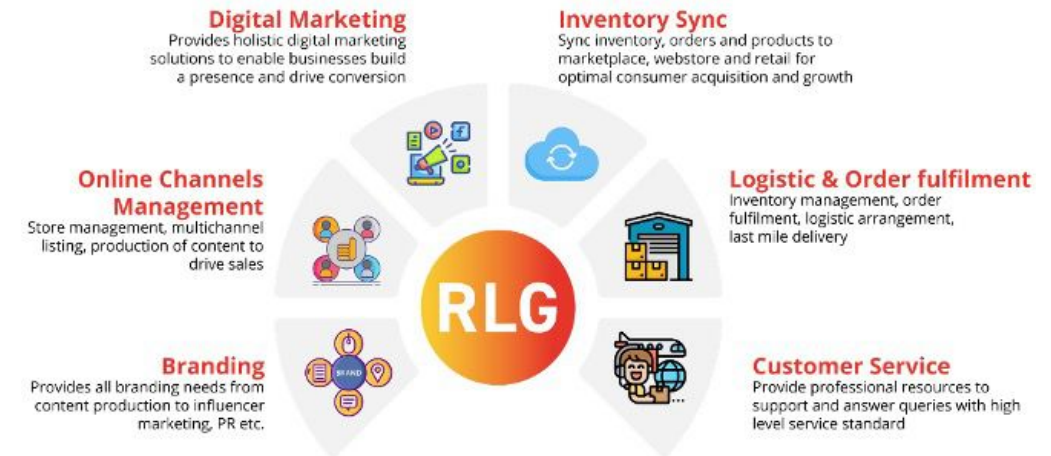 Digital Marketing
Provides holistic digital marketing
solutions to enable businesses build
a presence and drive conversion
Inventory Sync
Sync inventory, orders and products to
marketplace, webstore and retail for
optimal consumer acquisition and growth
Online Channels
Management
Store management, multichannel
listing, production of content to
drive sales
Logistic & Order fulfilment
Inventory management, order
fulfilment, logistic arrangement,
last mile delivery
RLG
Branding
Provides all branding needs from
content production to influencer
marketing, PR etc.
BRAND
Customer Service
Provide professional resources to
support and answer queries with high
level service standard